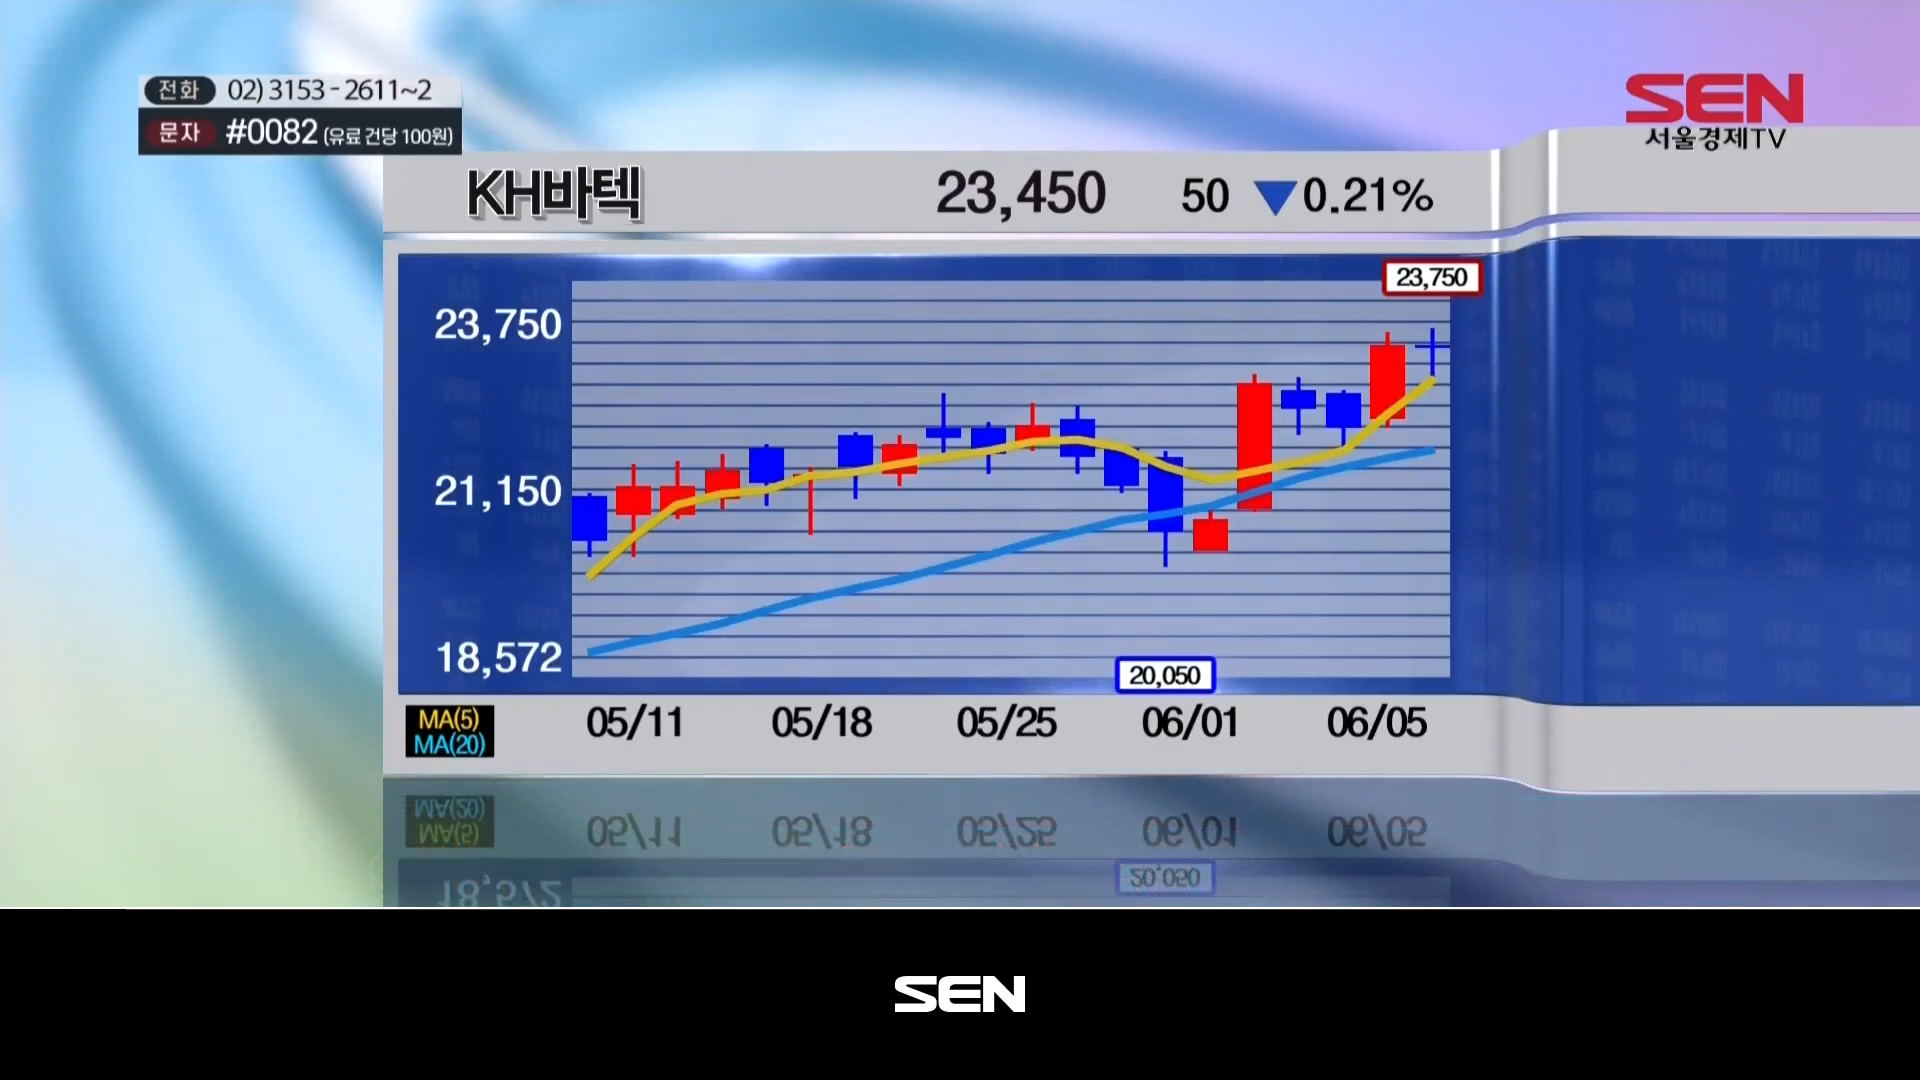 전화 02) 3153 - 2611~2
문자 #0082 (유료 건당 100원)
SEN
서울경제TV
KH바텍 23,450 50 ▼0.21%
23,750
23,750
21,150
18,572
20,050
MA(5)
MA(20)
05/11 05/18 05/25 06/01 06/05
SEN